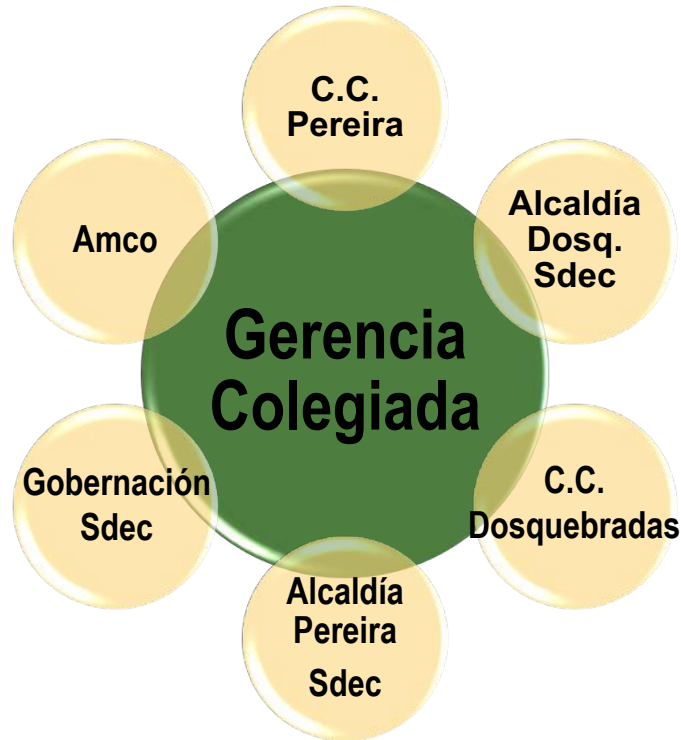 C.C.
Pereira
Amco
Alcaldía
Dosq.
Sdec
Gerencia
Colegiada
Gobernación
Sdec
C.C.
Dosquebradas
Alcaldía
Pereira
Sdec